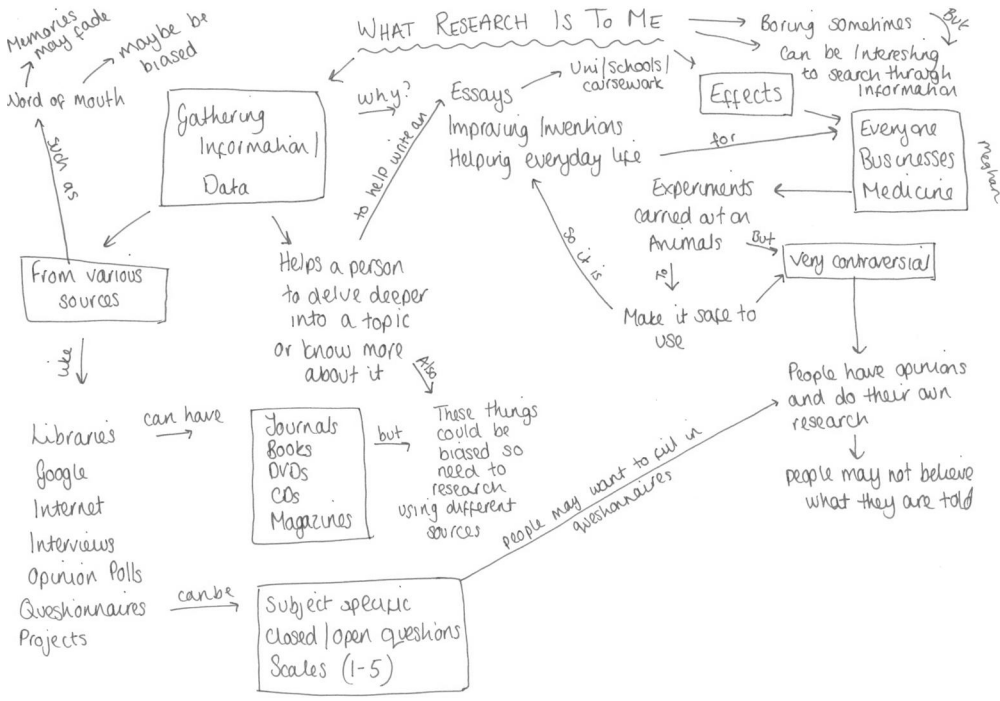 WHAT RESEARCH IS TO ME
Boring sometimes
But
can be Interesting
to search through
Information
Memories
may fade
maybe be
biased
Word of mouth
such as
Gathering
Information/
Data
why?
to help write an
Essays
Uni/Schools/
coursework
Improving Inventions
Helping everyday life
for
Effects
Everyone
Businesses
Medicine
Meghan
Experiments
carried out on
Animals
But
very controversial
to
Make it safe to
use
so it is
From various
sources
Helps a person
to delve deeper
into a topic
or know more
about it
Also
like
Libraries
Google
Internet
Interviews
Opinion Polls
Questionnaires
Projects
can have
Journals
Books
DVDs
CDs
Magazines
but
These things
could be
biased so
need to
research
using different
sources
can be
Subject specific
closed/open questions
Scales (1-5)
people may want to fill in
questionnaires
People have opinions
and do their own
research
people may not believe
what they are told